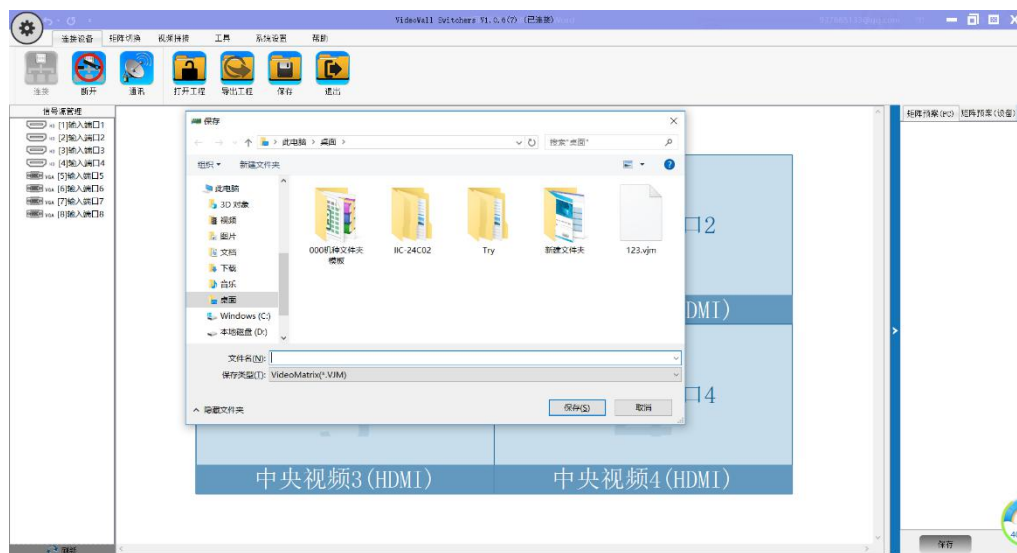 VideoWall Switchers V1.0.6(7) (已连接)
连接设备 矩阵切换 视频拼接 工具 系统设置 帮助
连接 断开 通讯 打开工程 导出工程 保存 退出
信号源管理
[1]输入端口1
[2]输入端口2
[3]输入端口3
[4]输入端口4
VGA [5]输入端口5
VGA [6]输入端口6
VGA [7]输入端口7
VGA [8]输入端口8
刷新
保存
此电脑 > 桌面 >
搜索"桌面"
组织 新建文件夹
此电脑
3D 对象
视频
图片
文档
下载
音乐
桌面
Windows (C:)
本地磁盘 (D:)
000机种文件夹
模板
IIC-24C02
Try
新建文件夹
123.vjm
文件名(N):
保存类型(T): VideoMatrix(*.VJM)
隐藏文件夹
保存(S) 取消
口2
DMI)
口4
中央视频3(HDMI) 中央视频4(HDMI)
矩阵预案(PC) 矩阵预案(设备)
保存